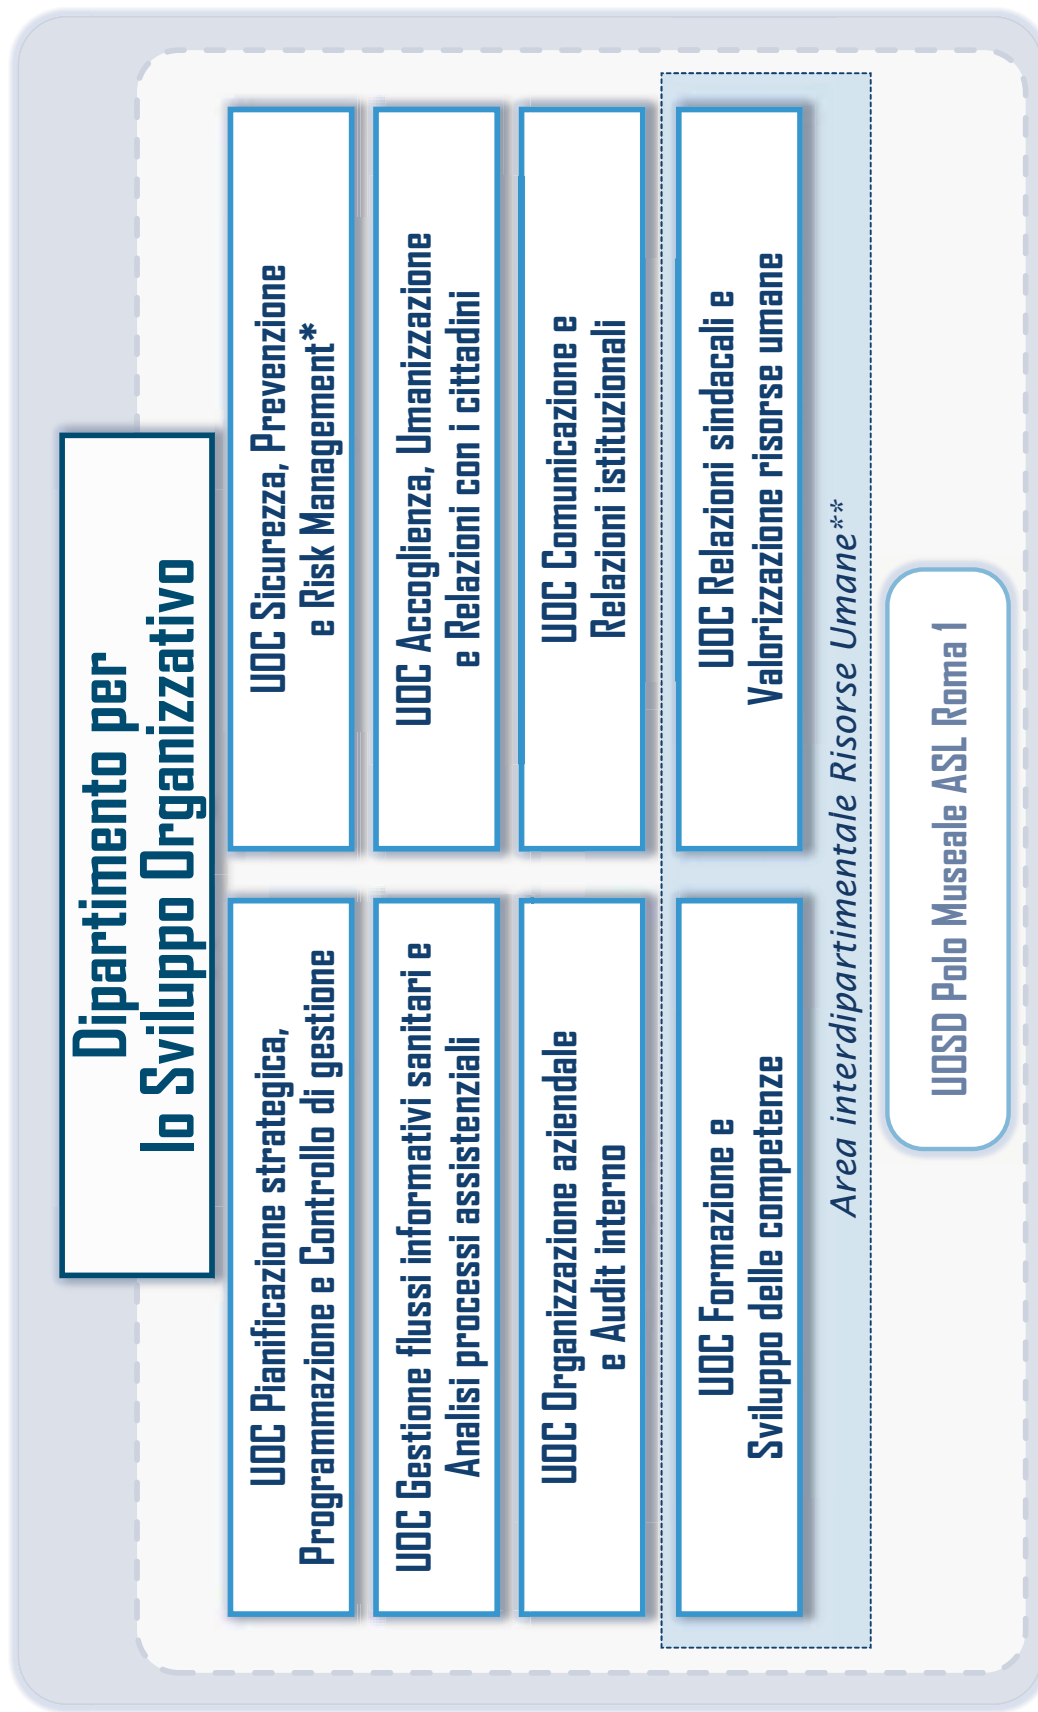 Dipartimento per
lo Sviluppo Organizzativo
UOC Pianificazione strategica,
Programmazione e Controllo di gestione
UOC Sicurezza, Prevenzione
e Risk Management*
UOC Gestione flussi informativi sanitari e
Analisi processi assistenziali
UOC Accoglienza, Umanizzazione
e Relazioni con i cittadini
UOC Organizzazione aziendale
e Audit interno
UOC Comunicazione e
Relazioni istituzionali
UOC Formazione e
Sviluppo delle competenze
UOC Relazioni sindacali e
Valorizzazione risorse umane
Area interdipartimentale Risorse Umane**
UOSD Polo Museale ASL Roma 1